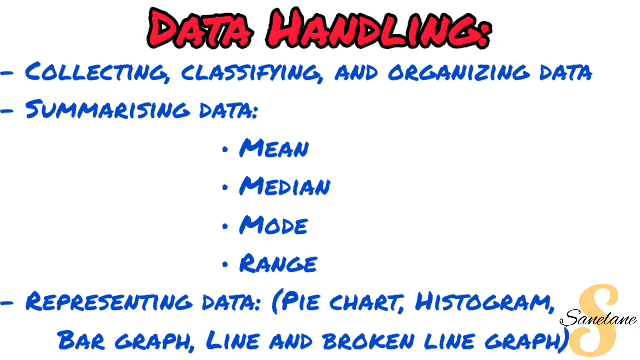 Data Handling:
- Collecting, classifying, and organizing data
- Summarising data:
• Mean
• Median
• Mode
• Range
- Representing data: (Pie chart, Histogram,
Bar graph, Line and broken line graph)
S
Sanelane